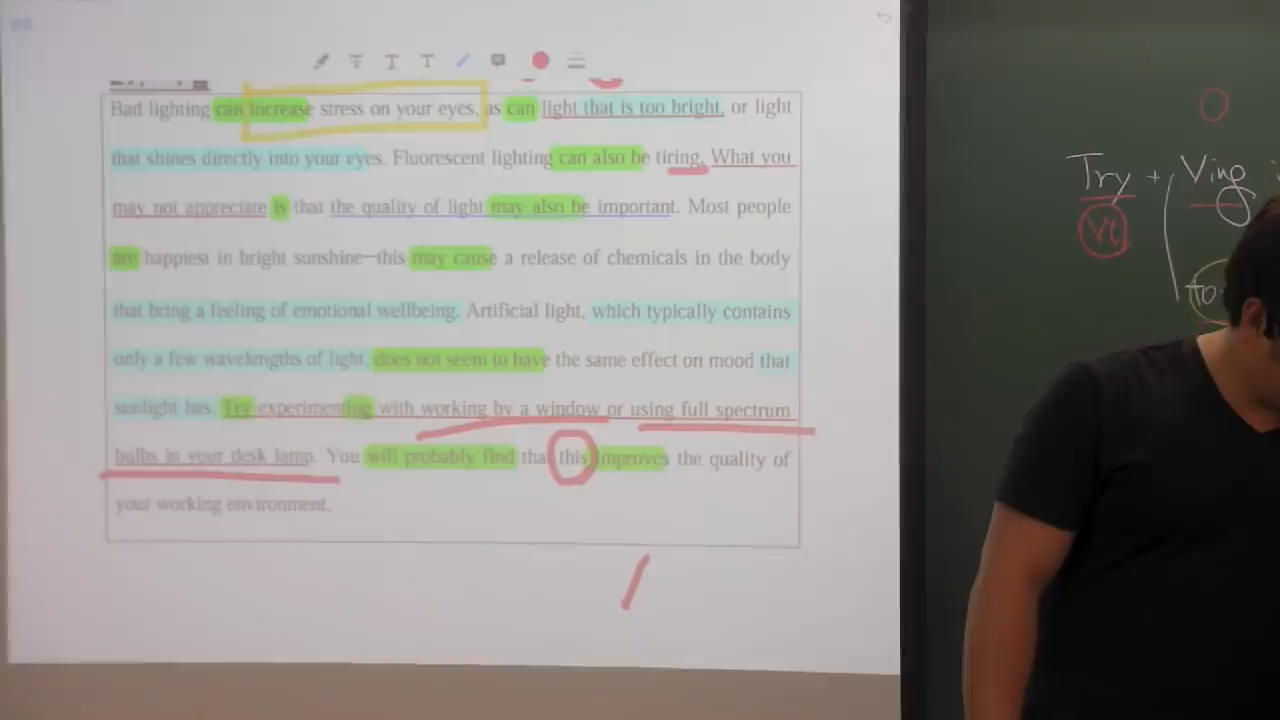 Bad lighting can increase stress on your eyes, as can light that is too bright, or light
that shines directly into your eyes. Fluorescent lighting can also be tiring. What you
may not appreciate is that the quality of light may also be important. Most people
are happiest in bright sunshine—this may cause a release of chemicals in the body
that bring a feeling of emotional wellbeing. Artificial light, which typically contains
only a few wavelengths of light, does not seem to have the same effect on mood that
sunlight has. Try experimenting with working by a window or using full spectrum
bulbs in your desk lamp. You will probably find that this improves the quality of
your working environment.
Try + Ving
Vt
to